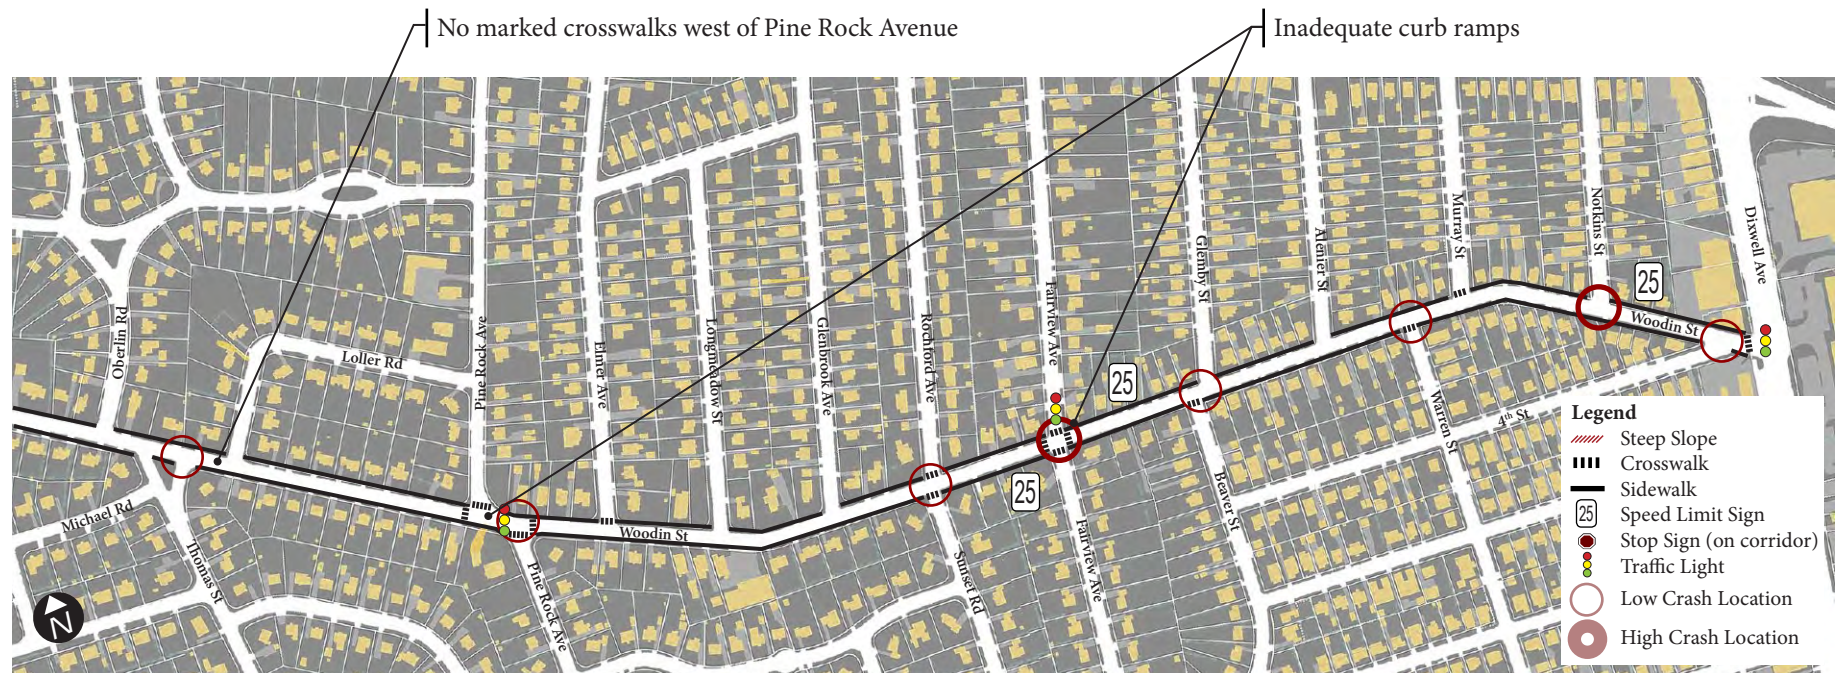 No marked crosswalks west of Pine Rock Avenue
Inadequate curb ramps
Oberlin Rd
Loller Rd
Pine Rock Ave
Elmer Ave
Longmeadow St
Glenbrook Ave
Rochford Ave
Fairview Ave
Glemby St
Alenier St
Murray St
Notkins St
Dixwell Ave
25
Woodin St
25
25
Warren St
4th St
Michael Rd
Thomas St
Woodin St
Pine Rock Ave
Sunset Rd
Fairview Ave
Beaver St
N
Legend
Steep Slope
Crosswalk
Sidewalk
25 Speed Limit Sign
Stop Sign (on corridor)
Traffic Light
Low Crash Location
High Crash Location